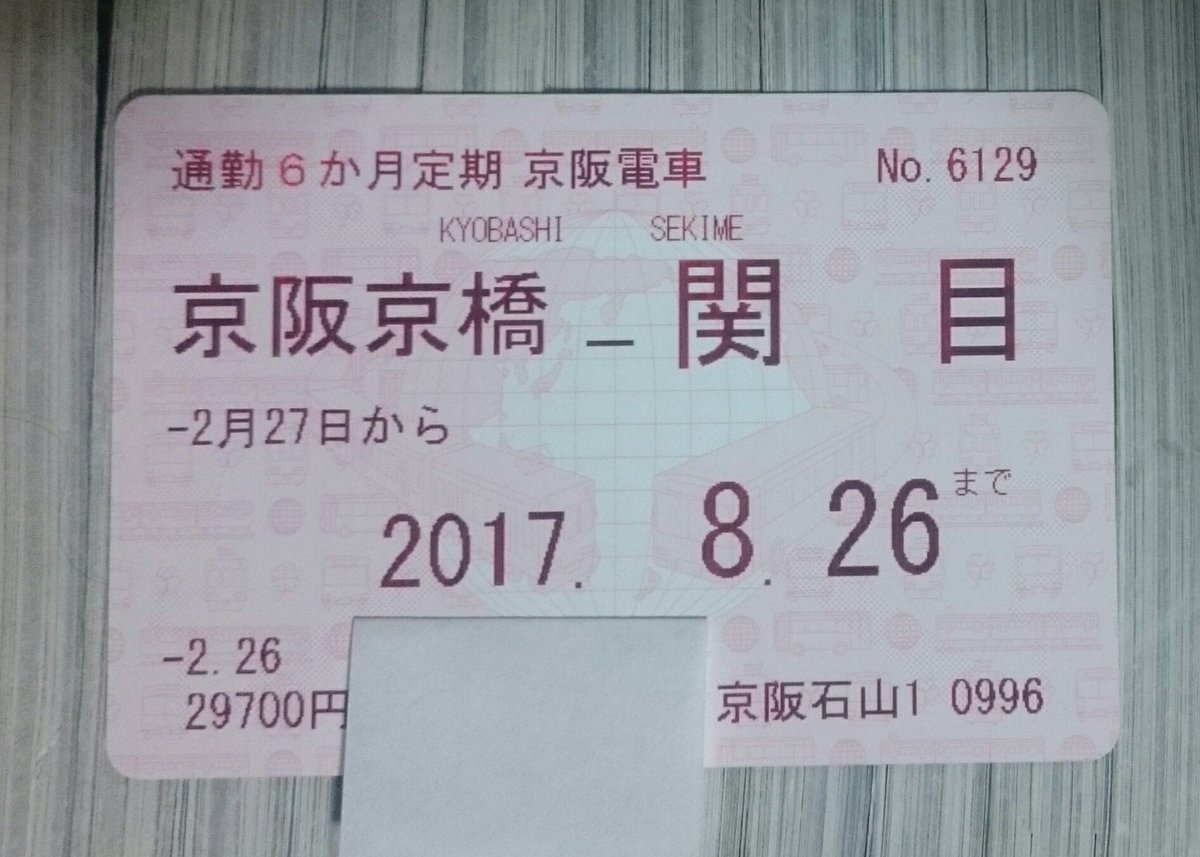 通勤6か月定期 京阪電車 No. 6129
KYOBASHI SEKIME
京阪京橋 − 関目
-2月27日から
2017. 8. 26まで
-2. 26
29700円
京阪石山1 0996